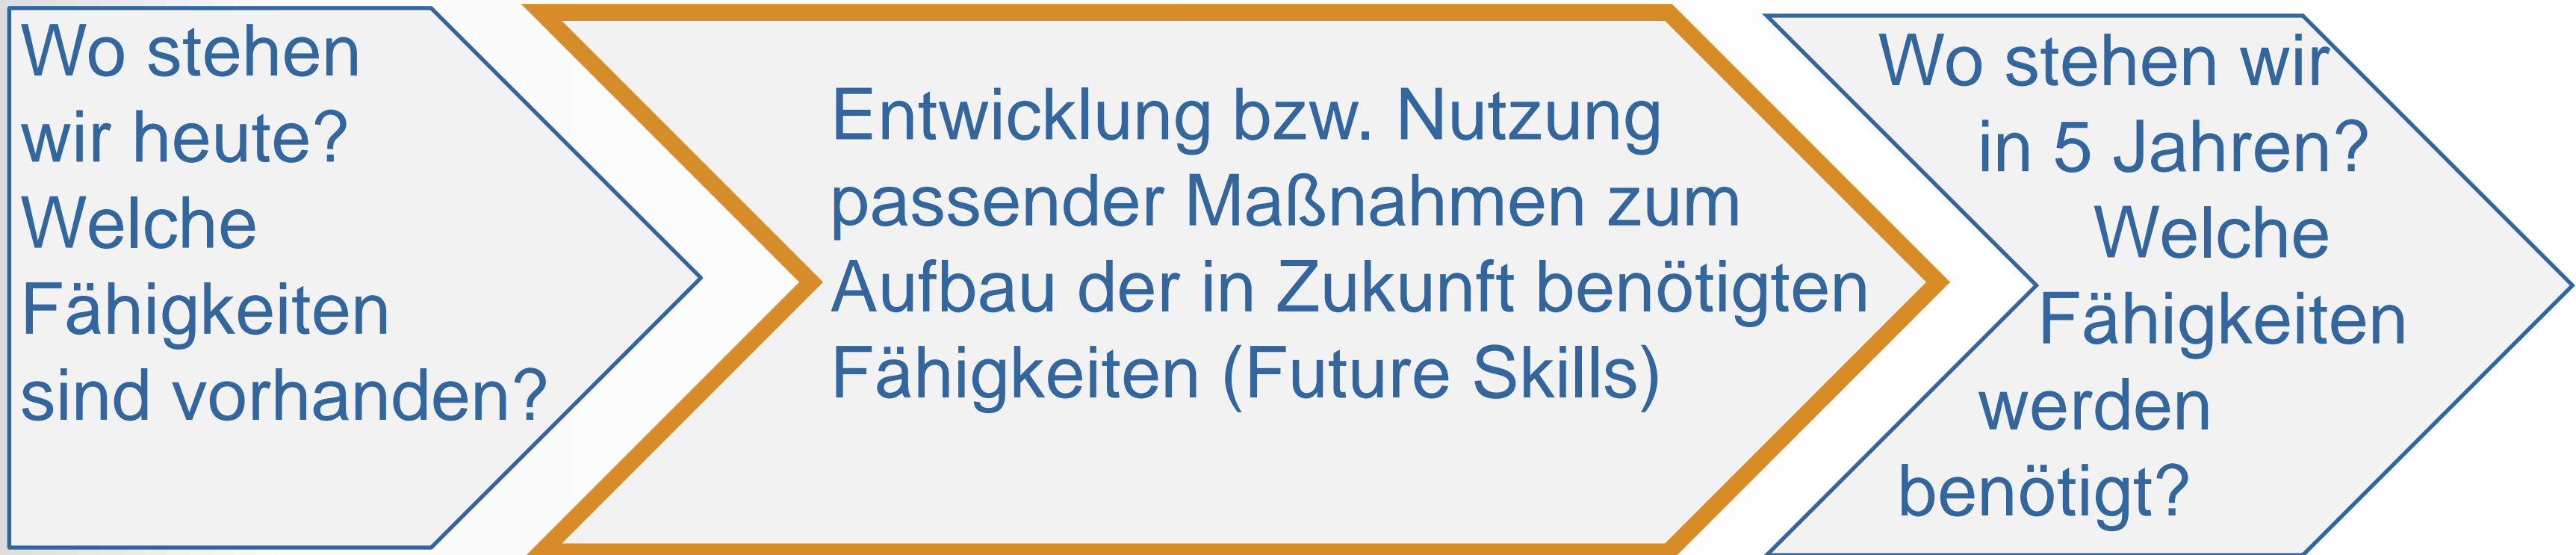 Wo stehen
wir heute?
Welche
Fähigkeiten
sind vorhanden?
Entwicklung bzw. Nutzung
passender Maßnahmen zum
Aufbau der in Zukunft benötigten
Fähigkeiten (Future Skills)
Wo stehen wir
in 5 Jahren?
Welche
Fähigkeiten
werden
benötigt?